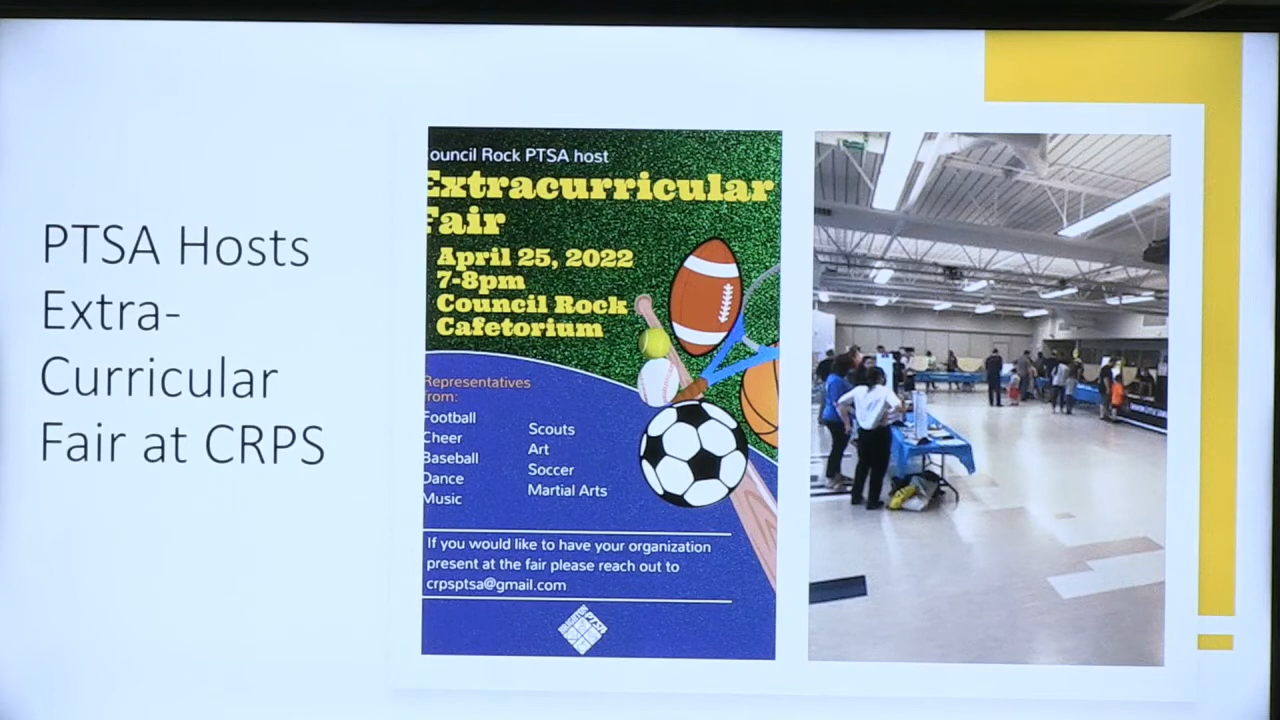 PTSA Hosts
Extra-
Curricular
Fair at CRPS
ouncil Rock PTSA host
Extracurricular
Fair
April 25, 2022
7-8pm
Council Rock
Cafetorium
Representatives
from:
Football
Cheer
Baseball
Dance
Music
Scouts
Art
Soccer
Martial Arts
If you would like to have your organization
present at the fair please reach out to
crpsptsa@gmail.com